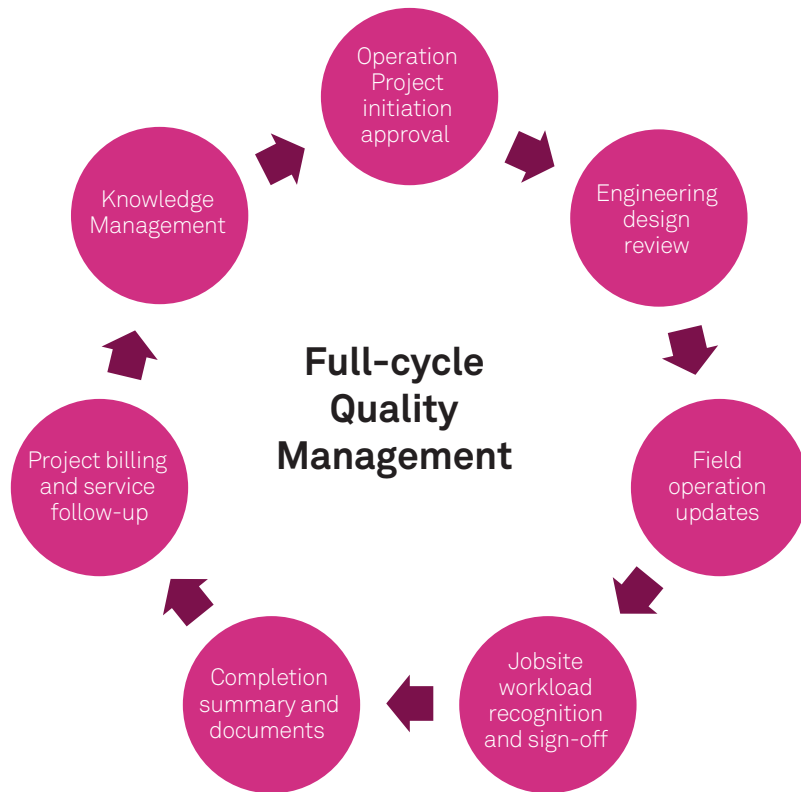 Operation
Project
initiation
approval
Engineering
design
review
Field
operation
updates
Jobsite
workload
recognition
and sign-off
Completion
summary and
documents
Project billing
and service
follow-up
Knowledge
Management
Full-cycle
Quality
Management